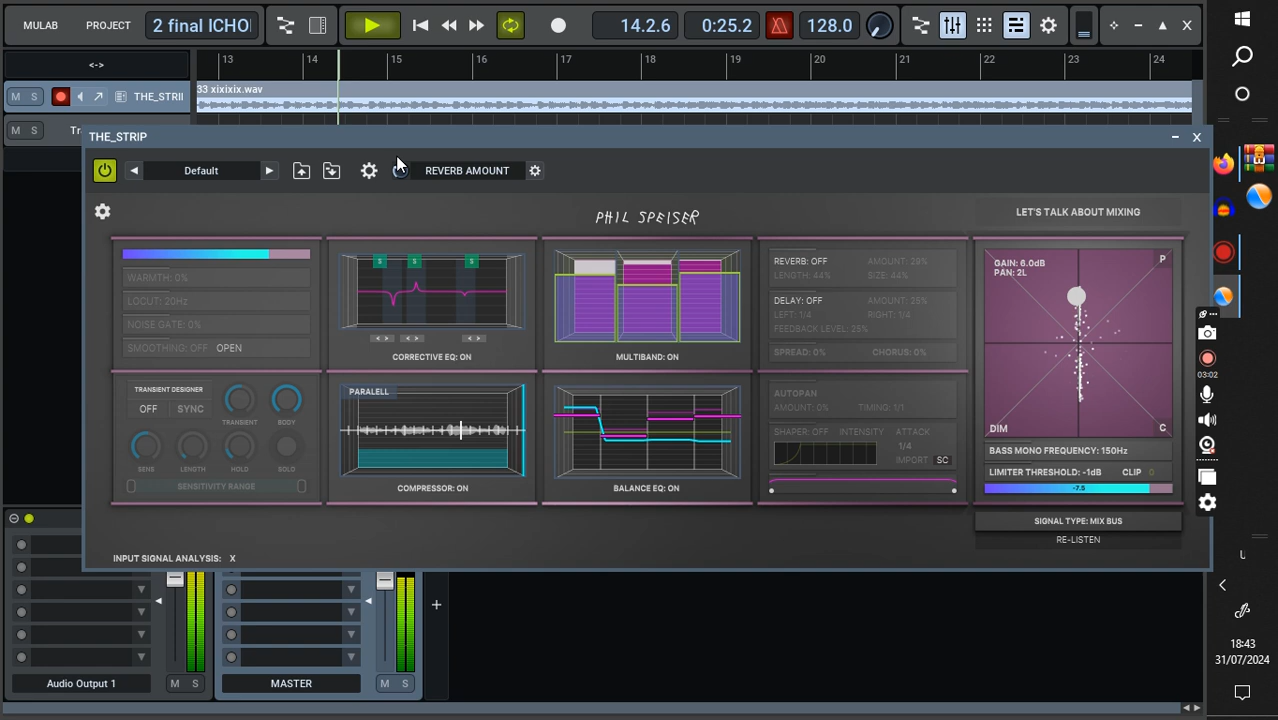 MULAB PROJECT 2 final ICHO 14.2.6 0:25.2 128.0
<-> 13 14 15 16 17 18 19 20 21 22 23 24
M S THE_STRII 33 xixixix.wav
M S Tra
THE_STRIP
Default REVERB AMOUNT
PHIL SPEISER LET'S TALK ABOUT MIXING
WARMTH: 0%
LOCUT: 20Hz
NOISE GATE: 0%
SMOOTHING: OFF OPEN
S S S
CORRECTIVE EQ: ON
MULTIBAND: ON
REVERB: OFF AMOUNT: 29%
LENGTH: 44% SIZE: 44%
DELAY: OFF AMOUNT: 25%
LEFT: 1/4 RIGHT: 1/4
FEEDBACK LEVEL: 25%
SPREAD: 0% CHORUS: 0%
GAIN: 6.0dB P
PAN: 2L
DIM C
BASS MONO FREQUENCY: 150Hz
LIMITER THRESHOLD: -1dB CLIP 0
-7.5
TRANSIENT DESIGNER
OFF SYNC
TRANSIENT BODY
SENS LENGTH HOLD SOLO
SENSITIVITY RANGE
PARALELL
COMPRESSOR: ON
BALANCE EQ: ON
AUTOPAN
AMOUNT: 0% TIMING: 1/1
SHAPER: OFF INTENSITY ATTACK
1/4
IMPORT SC
SIGNAL TYPE: MIX BUS
RE-LISTEN
INPUT SIGNAL ANALYSIS: X
Audio Output 1 M S MASTER M S
03:02
18:43
31/07/2024